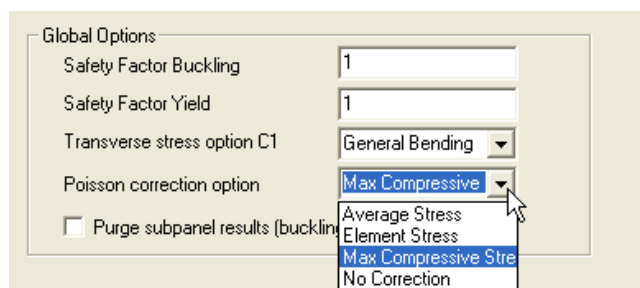 Global Options
Safety Factor Buckling 1
Safety Factor Yield 1
Transverse stress option C1 General Bending
Poisson correction option Max Compressive
Purge subpanel results (buckling
Average Stress
Element Stress
Max Compressive Stre
No Correction